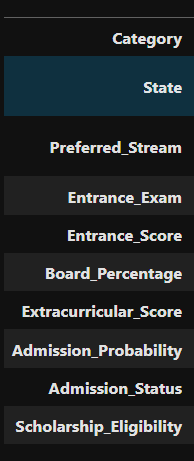 Category
State
Preferred_Stream
Entrance_Exam
Entrance_Score
Board_Percentage
Extracurricular_Score
Admission_Probability
Admission_Status
Scholarship_Eligibility